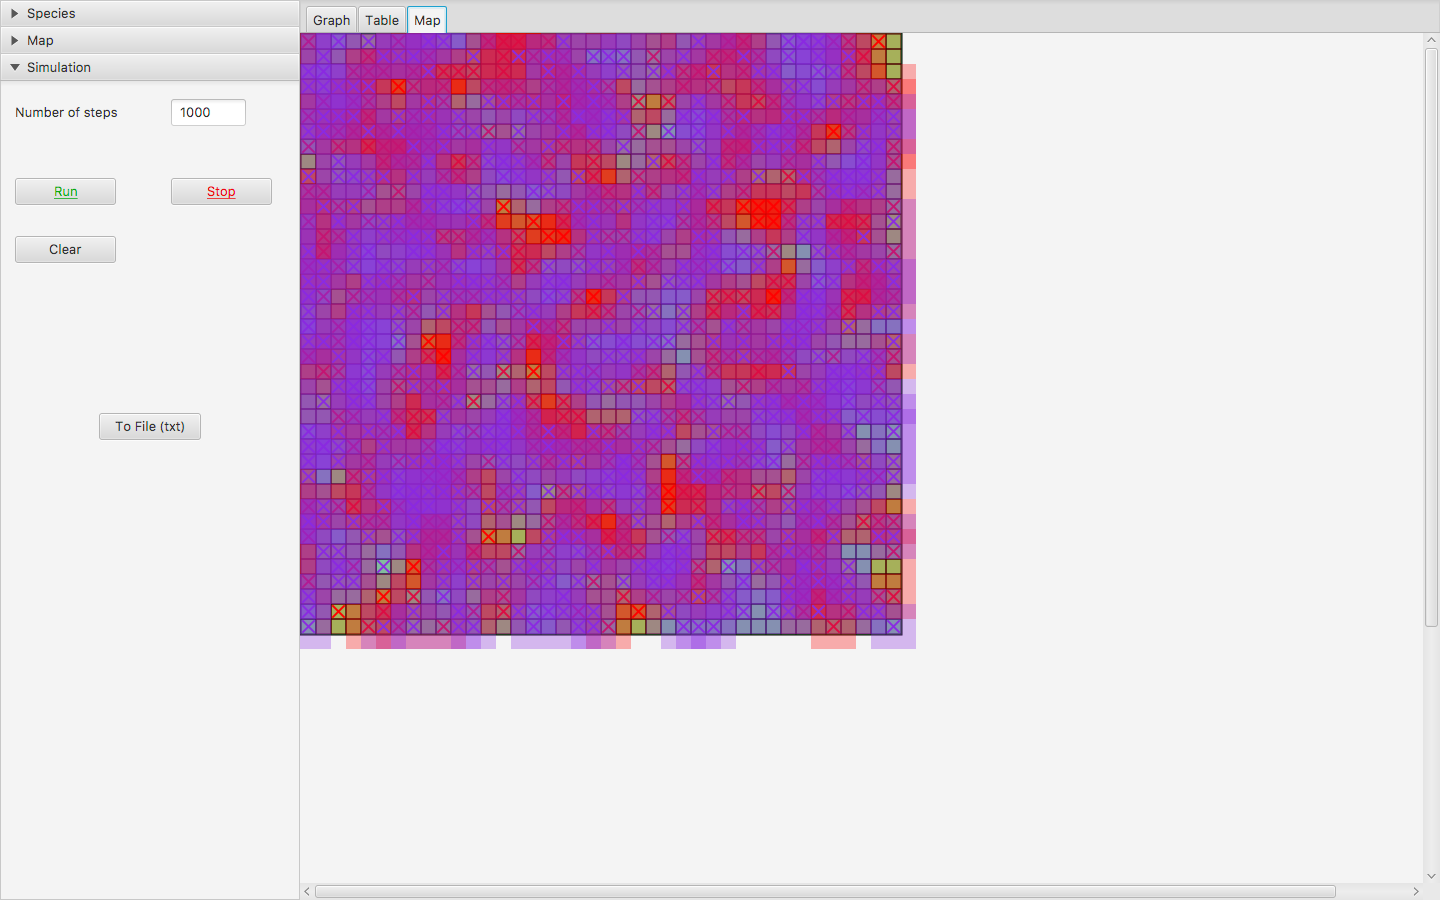 Species
Map
Simulation
Number of steps
1000
Run
Stop
Clear
To File (txt)
Graph
Table
Map